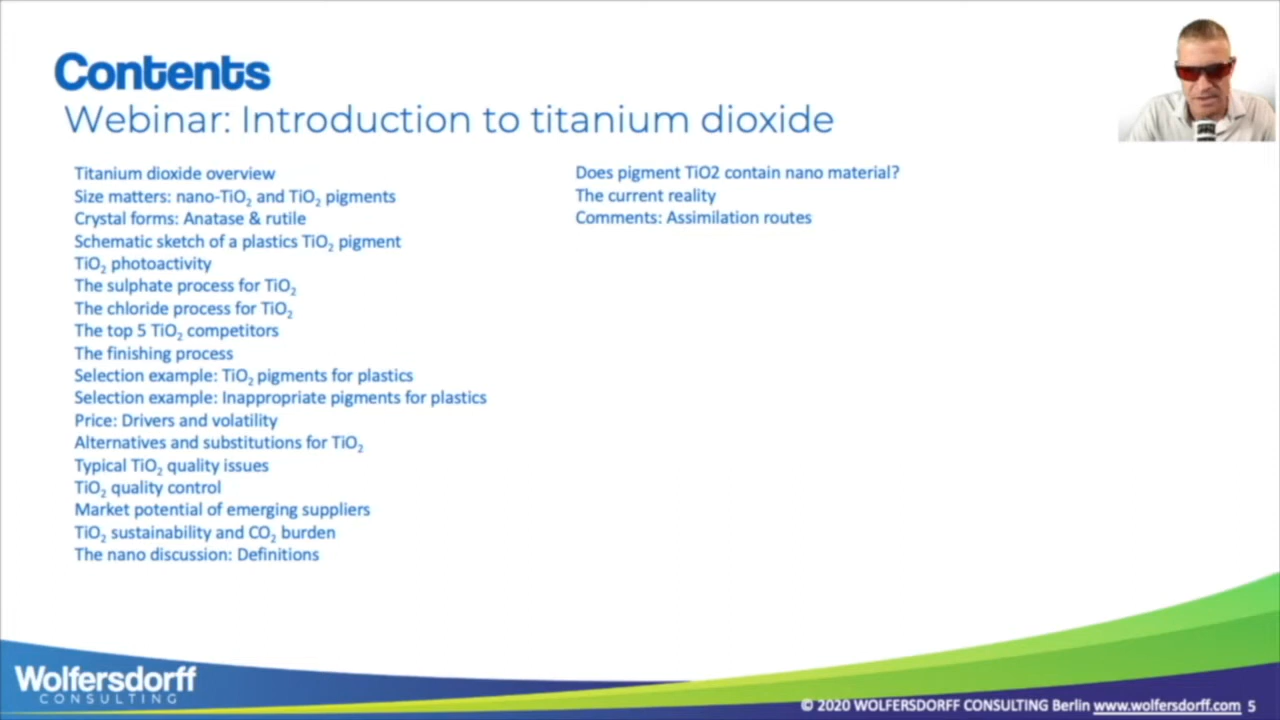 Contents
Webinar: Introduction to titanium dioxide
Titanium dioxide overview
Size matters: nano-TiO₂ and TiO₂ pigments
Crystal forms: Anatase & rutile
Schematic sketch of a plastics TiO₂ pigment
TiO₂ photoactivity
The sulphate process for TiO₂
The chloride process for TiO₂
The top 5 TiO₂ competitors
The finishing process
Selection example: TiO₂ pigments for plastics
Selection example: Inappropriate pigments for plastics
Price: Drivers and volatility
Alternatives and substitutions for TiO₂
Typical TiO₂ quality issues
TiO₂ quality control
Market potential of emerging suppliers
TiO₂ sustainability and CO₂ burden
The nano discussion: Definitions
Does pigment TiO2 contain nano material?
The current reality
Comments: Assimilation routes
Wolfersdorff
CONSULTING
© 2020 WOLFERSDORFF CONSULTING Berlin www.wolfersdorff.com 5